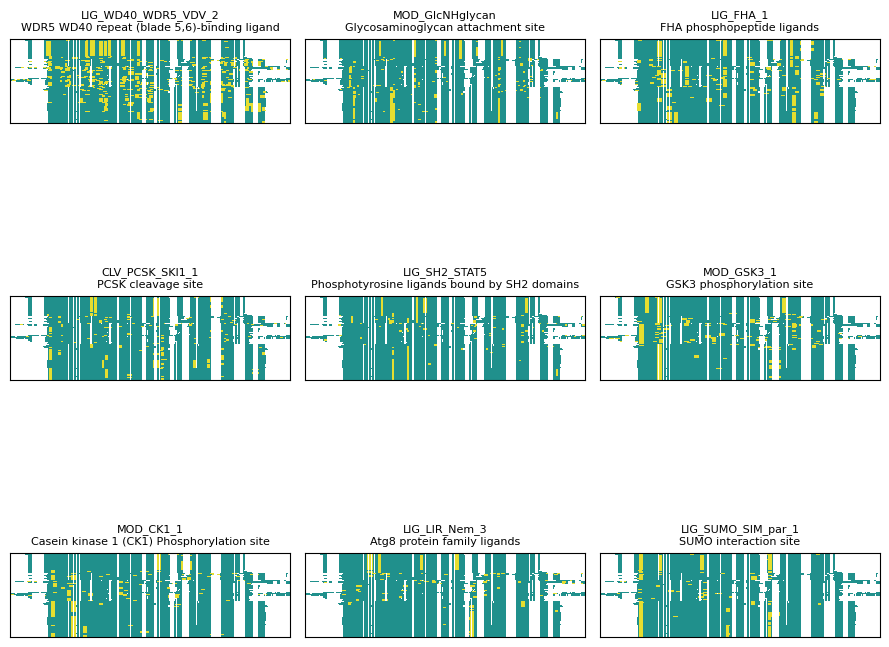 LIG_WD40_WDR5_VDV_2
WDR5 WD40 repeat (blade 5,6)-binding ligand
MOD_GlcNHglycan
Glycosaminoglycan attachment site
LIG_FHA_1
FHA phosphopeptide ligands
CLV_PCSK_SKI1_1
PCSK cleavage site
LIG_SH2_STAT5
Phosphotyrosine ligands bound by SH2 domains
MOD_GSK3_1
GSK3 phosphorylation site
MOD_CK1_1
Casein kinase 1 (CK1) Phosphorylation site
LIG_LIR_Nem_3
Atg8 protein family ligands
LIG_SUMO_SIM_par_1
SUMO interaction site